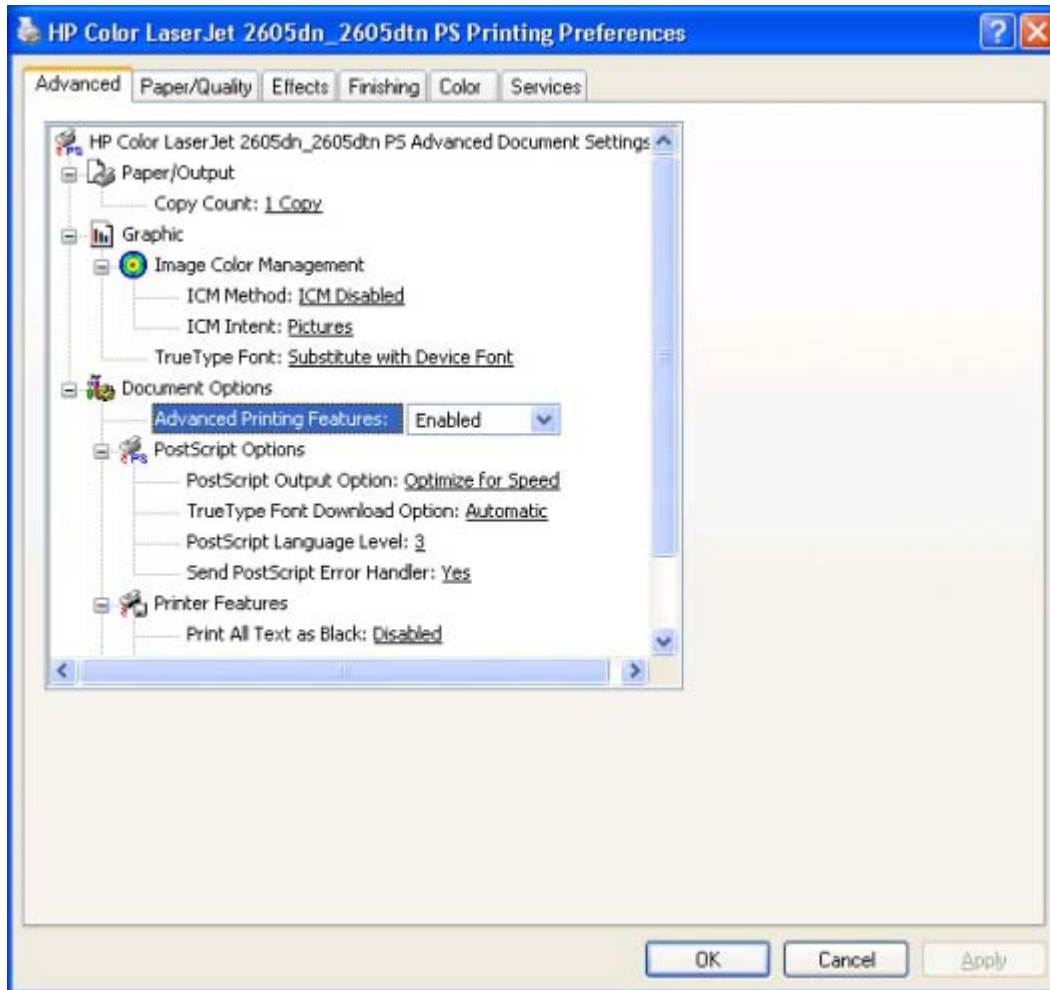 HP Color LaserJet 2605dn_2605dtn PS Printing Preferences
Advanced Paper/Quality Effects Finishing Color Services
HP Color LaserJet 2605dn_2605dtn PS Advanced Document Settings
Paper/Output
Copy Count: 1 Copy
Graphic
Image Color Management
ICM Method: ICM Disabled
ICM Intent: Pictures
TrueType Font: Substitute with Device Font
Document Options
Advanced Printing Features: Enabled
PostScript Options
PostScript Output Option: Optimize for Speed
TrueType Font Download Option: Automatic
PostScript Language Level: 3
Send PostScript Error Handler: Yes
Printer Features
Print All Text as Black: Disabled
OK Cancel Apply